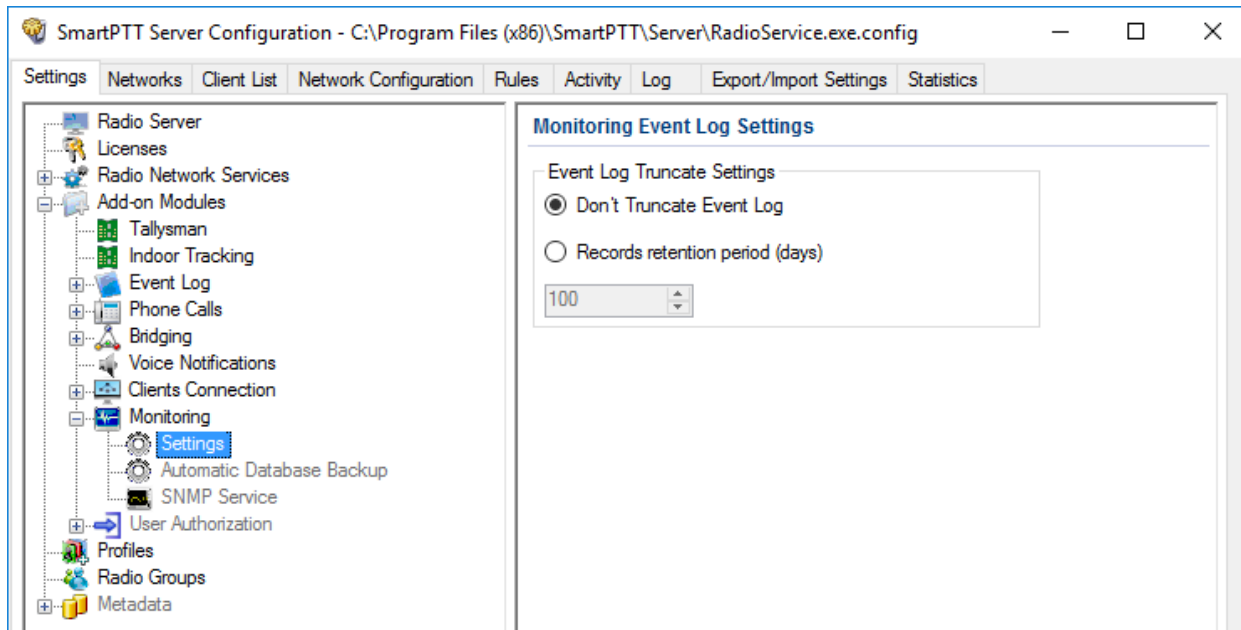 SmartPTT Server Configuration - C:\Program Files (x86)\SmartPTT\Server\RadioService.exe.config
Settings Networks Client List Network Configuration Rules Activity Log Export/Import Settings Statistics
Radio Server
Licenses
Radio Network Services
Add-on Modules
Tallysman
Indoor Tracking
Event Log
Phone Calls
Bridging
Voice Notifications
Clients Connection
Monitoring
Settings
Automatic Database Backup
SNMP Service
User Authorization
Profiles
Radio Groups
Metadata
Monitoring Event Log Settings
Event Log Truncate Settings
Don't Truncate Event Log
Records retention period (days)
100